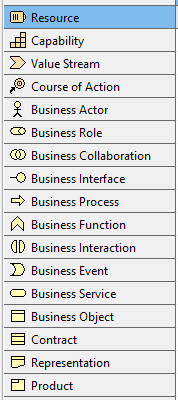 Resource
Capability
Value Stream
Course of Action
Business Actor
Business Role
Business Collaboration
Business Interface
Business Process
Business Function
Business Interaction
Business Event
Business Service
Business Object
Contract
Representation
Product